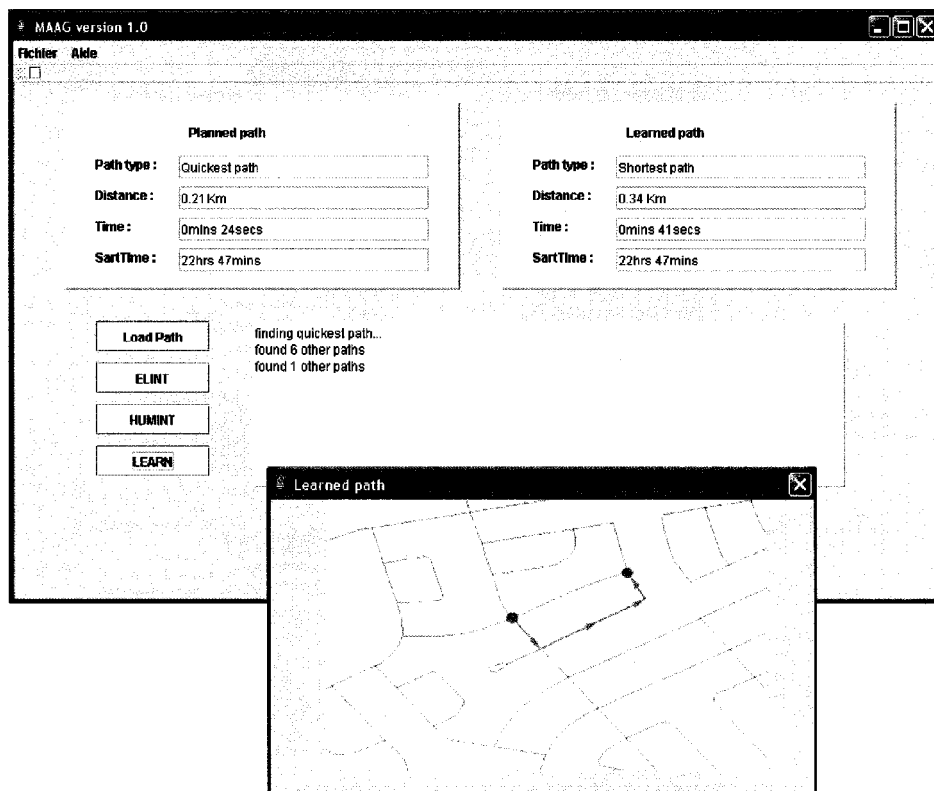 MAAG version 1.0
Fichier Aide
Planned path
Path type : Quickest path
Distance : 0.21 Km
Time : 0mins 24secs
SartTime : 22hrs 47mins
Learned path
Path type : Shortest path
Distance : 0.34 Km
Time : 0mins 41secs
SartTime : 22hrs 47mins
Load Path
ELINT
HUMINT
LEARN
finding quickest path...
found 6 other paths
found 1 other paths
Learned path